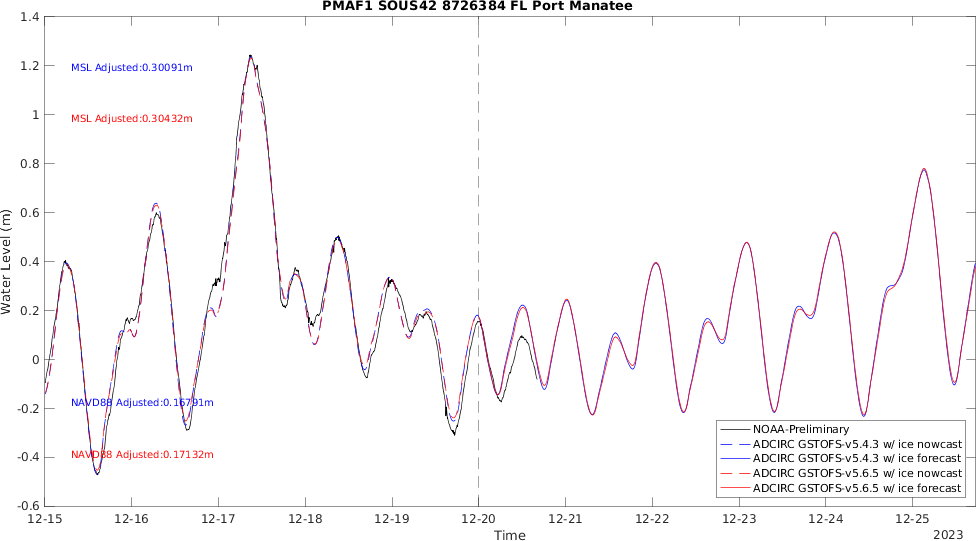 PMAF1 SOUS42 8726384 FL Port Manatee
1.4
1.2
1
0.8
0.6
0.4
0.2
0
-0.2
-0.4
-0.6
Water Level (m)
MSL Adjusted:0.30091m
MSL Adjusted:0.30432m
NAVD88 Adjusted:0.16791m
NAVD88 Adjusted:0.17132m
NOAA-Preliminary
ADCIRC GSTOFS-v5.4.3 w/ ice nowcast
ADCIRC GSTOFS-v5.4.3 w/ ice forecast
ADCIRC GSTOFS-v5.6.5 w/ ice nowcast
ADCIRC GSTOFS-v5.6.5 w/ ice forecast
12-15 12-16 12-17 12-18 12-19 12-20 12-21 12-22 12-23 12-24 12-25
Time
2023